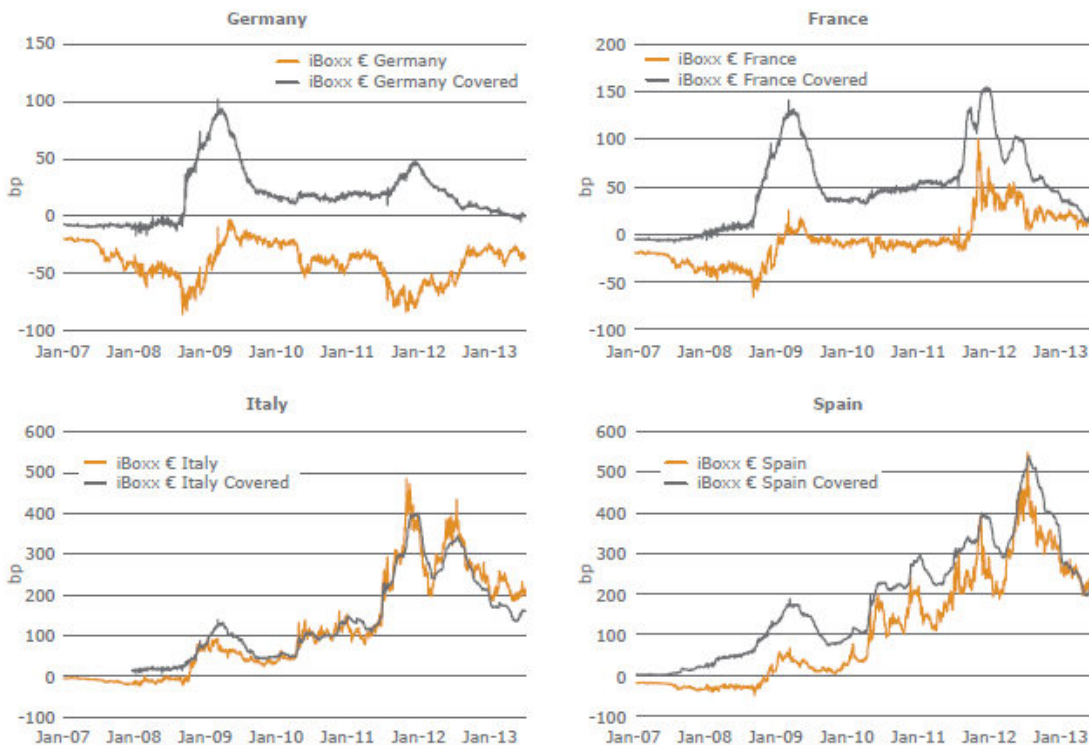 Germany
150
100
50
0
-50
-100
bp
iBoxx € Germany
iBoxx € Germany Covered
Jan-07 Jan-08 Jan-09 Jan-10 Jan-11 Jan-12 Jan-13
France
200
150
100
50
0
-50
-100
bp
iBoxx € France
iBoxx € France Covered
Jan-07 Jan-08 Jan-09 Jan-10 Jan-11 Jan-12 Jan-13
Italy
600
500
400
300
200
100
0
-100
bp
iBoxx € Italy
iBoxx € Italy Covered
Jan-07 Jan-08 Jan-09 Jan-10 Jan-11 Jan-12 Jan-13
Spain
600
500
400
300
200
100
0
-100
bp
iBoxx € Spain
iBoxx € Spain Covered
Jan-07 Jan-08 Jan-09 Jan-10 Jan-11 Jan-12 Jan-13